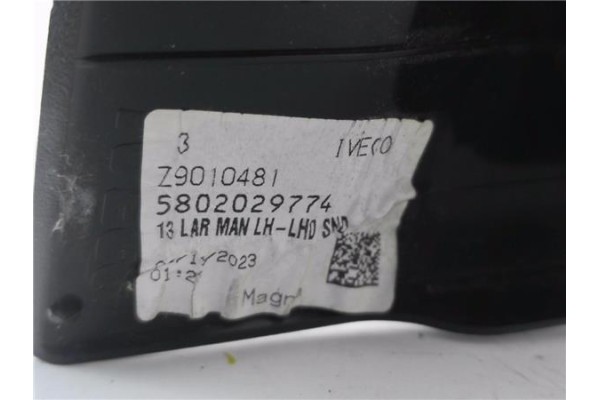 3 IVECO
Z9010481
5802029774
13 LAR MAN LH-LHD
/2023